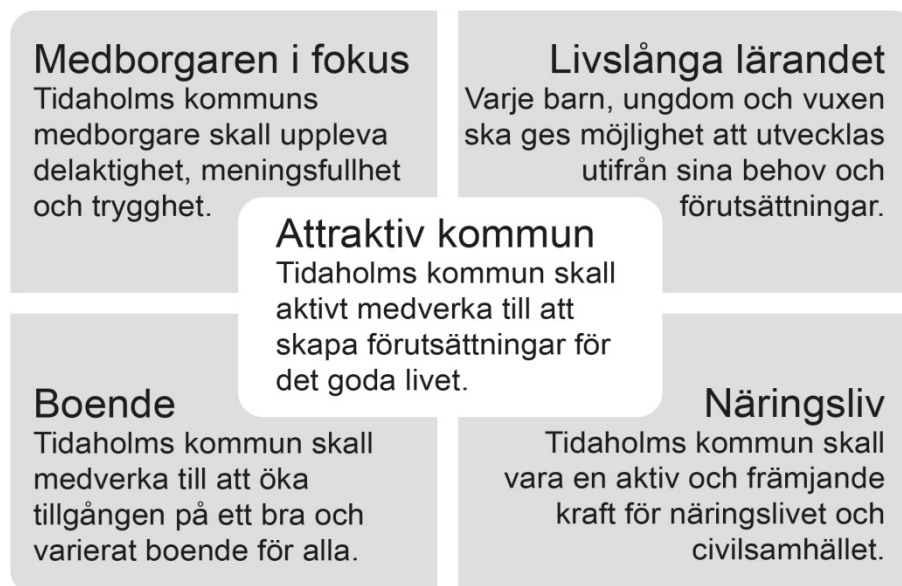 Medborgaren i fokus
Tidaholms kommuns
medborgare skall uppleva
delaktighet, meningsfullhet
och trygghet.
Livslånga lärandet
Varje barn, ungdom och vuxen
ska ges möjlighet att utvecklas
utifrån sina behov och
förutsättningar.
Attraktiv kommun
Tidaholms kommun skall
aktivt medverka till att
skapa förutsättningar för
det goda livet.
Boende
Tidaholms kommun skall
medverka till att öka
tillgången på ett bra och
varierat boende för alla.
Näringsliv
Tidaholms kommun skall
vara en aktiv och främjande
kraft för näringslivet och
civilsamhället.